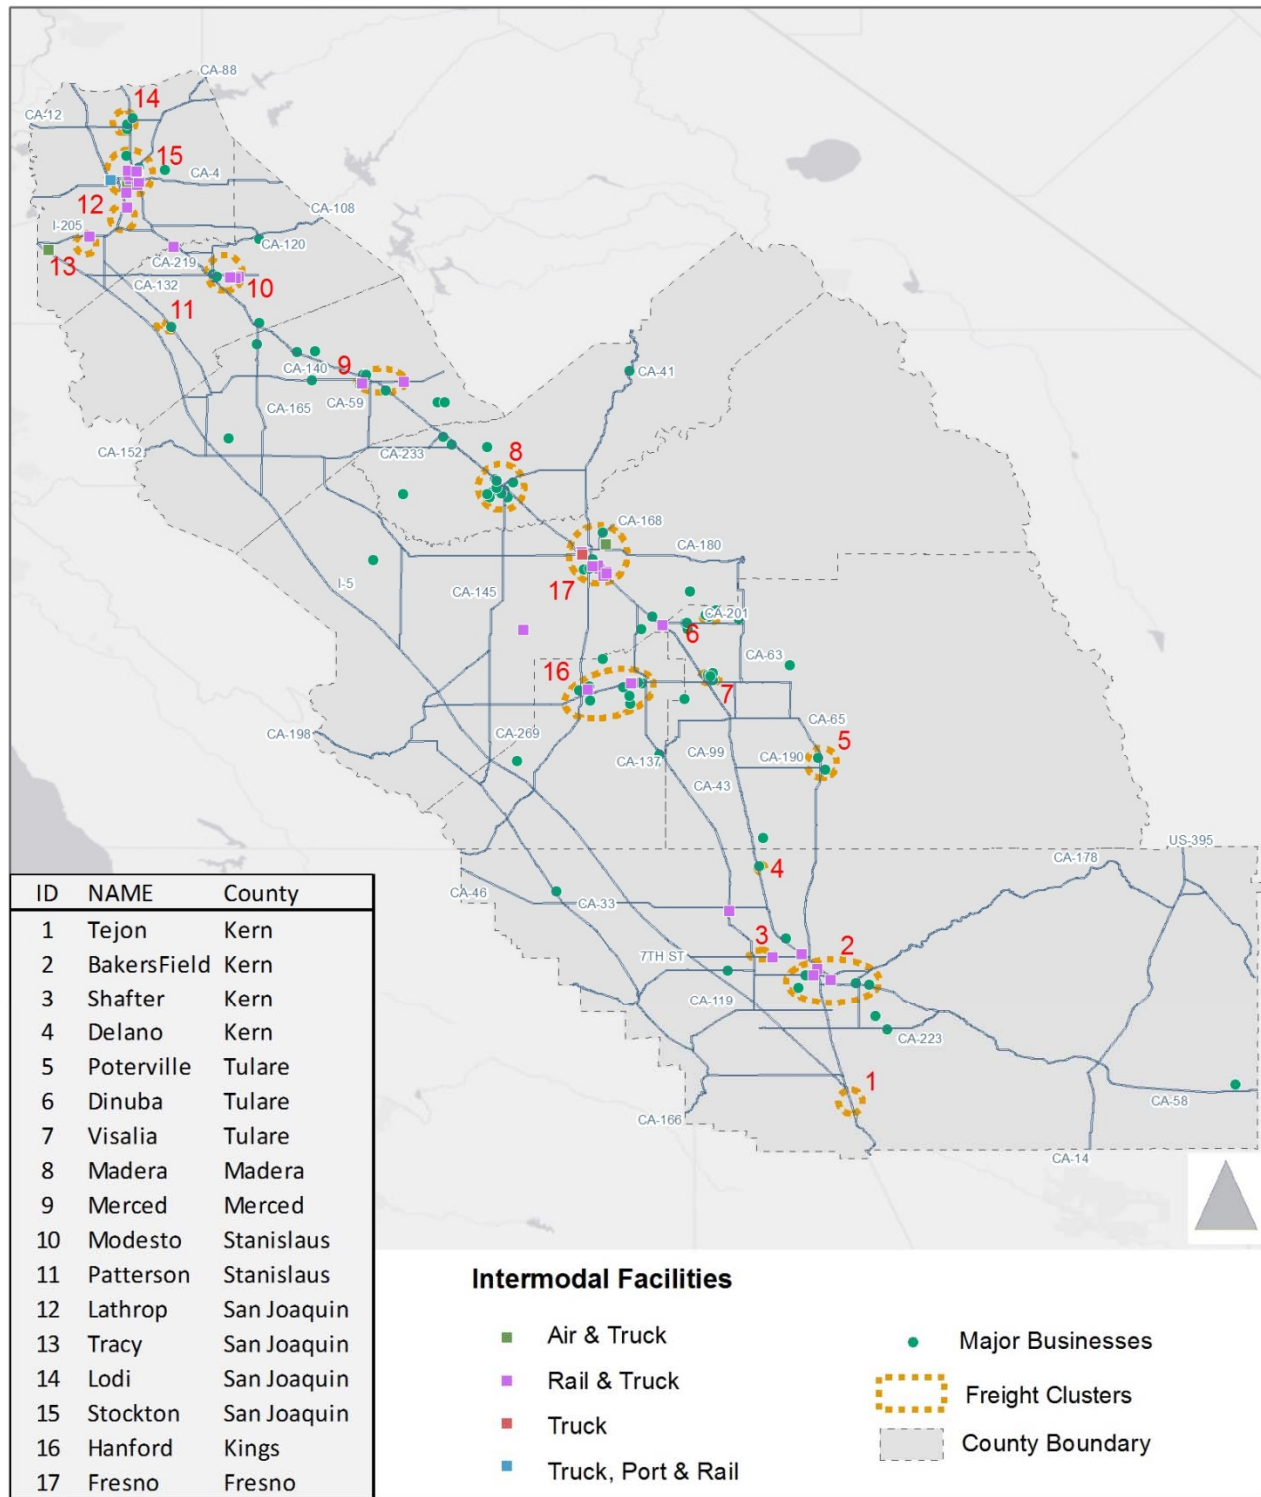 CA-88
14
CA-12
15
CA-4
12
CA-108
I-205
CA-120
13
CA-219
10
CA-132
11
CA-140
9
CA-41
CA-59
CA-165
CA-152
CA-233
8
CA-168
CA-180
17
I-5
CA-145
CA-201
6
CA-63
16
7
CA-65
CA-198
CA-269
CA-99
CA-190
5
CA-137
CA-43
US-395
4
CA-178
CA-46
CA-33
3
2
7TH ST
CA-119
CA-223
1
CA-58
CA-166
CA-14
ID NAME County
1 Tejon Kern
2 BakersField Kern
3 Shafter Kern
4 Delano Kern
5 Poterville Tulare
6 Dinuba Tulare
7 Visalia Tulare
8 Madera Madera
9 Merced Merced
10 Modesto Stanislaus
11 Patterson Stanislaus
12 Lathrop San Joaquin
13 Tracy San Joaquin
14 Lodi San Joaquin
15 Stockton San Joaquin
16 Hanford Kings
17 Fresno Fresno
Intermodal Facilities
Air & Truck
Rail & Truck
Truck
Truck, Port & Rail
Major Businesses
Freight Clusters
County Boundary